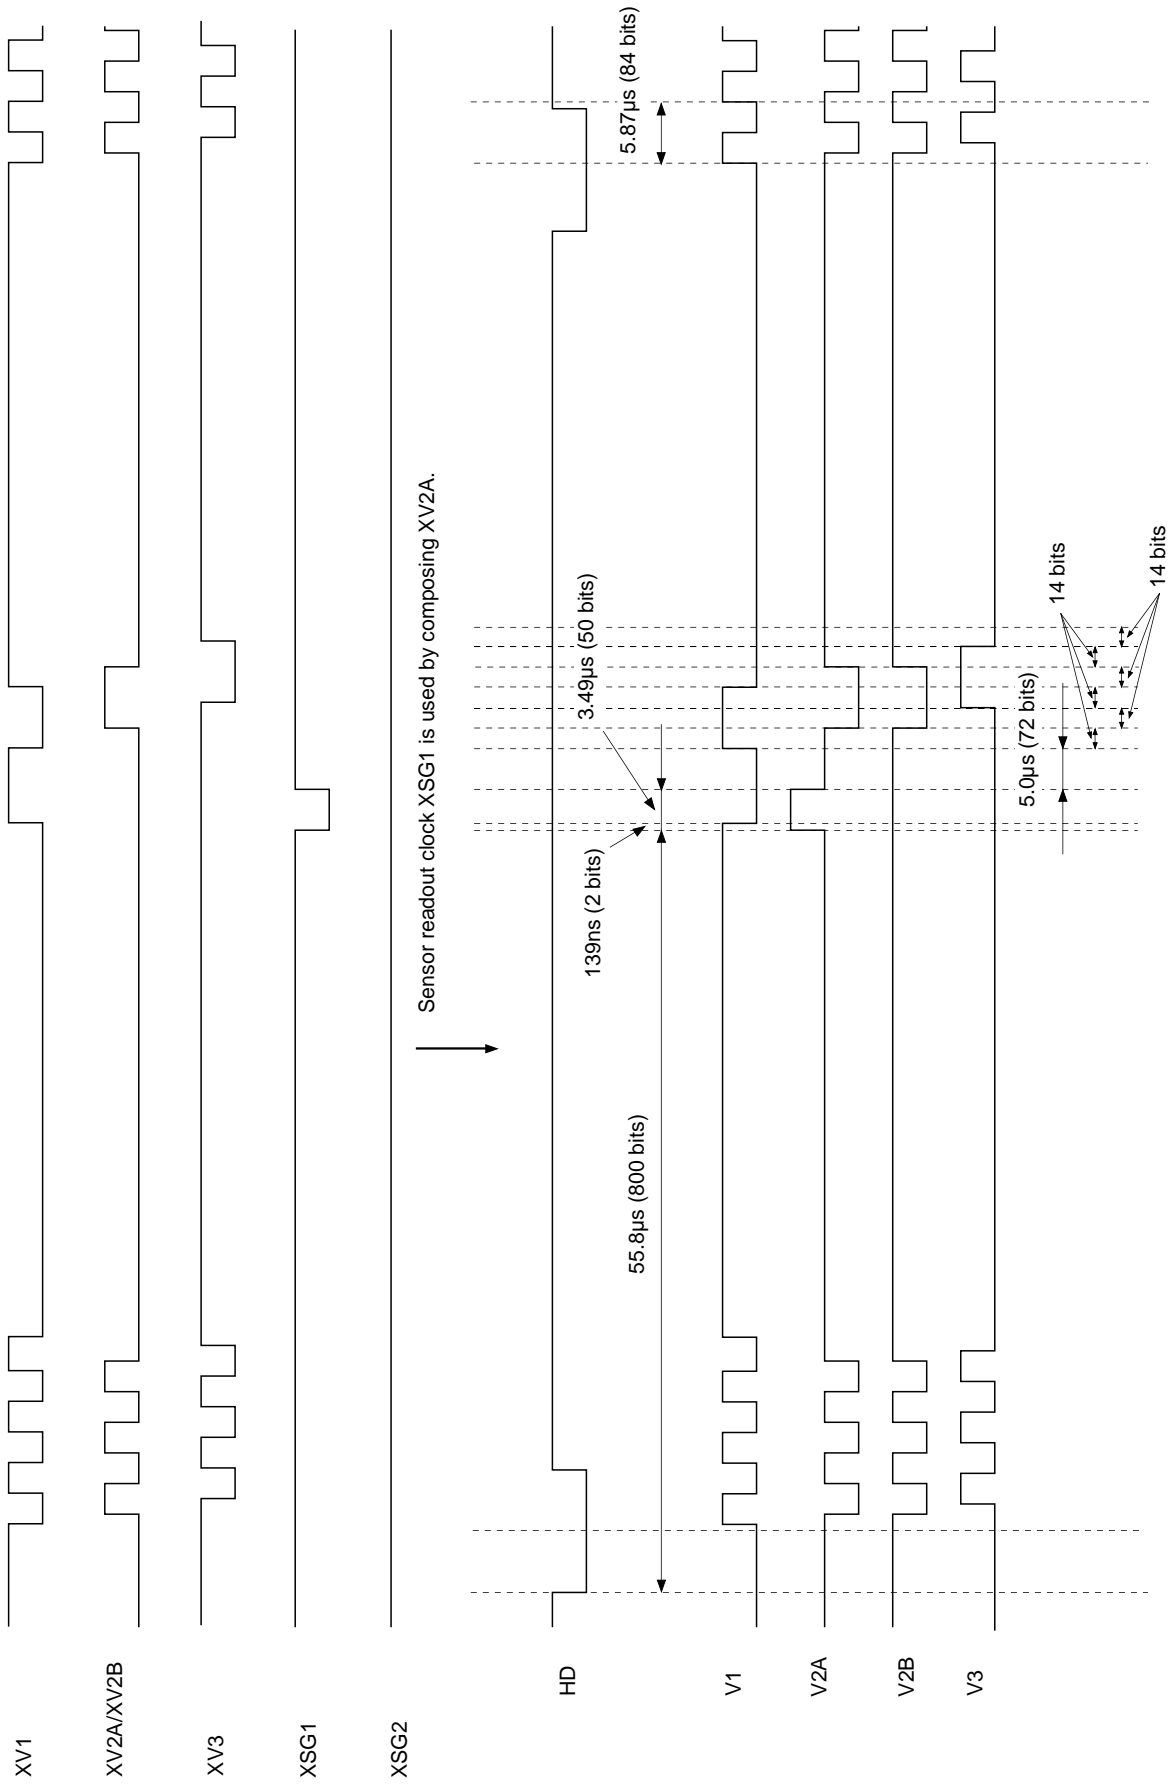 XV1
XV2A/XV2B
XV3
XSG1
XSG2
Sensor readout clock XSG1 is used by composing XV2A.
HD
55.8µs (800 bits)
139ns (2 bits)
3.49µs (50 bits)
5.87µs (84 bits)
V1
V2A
V2B
V3
5.0µs (72 bits)
14 bits
14 bits